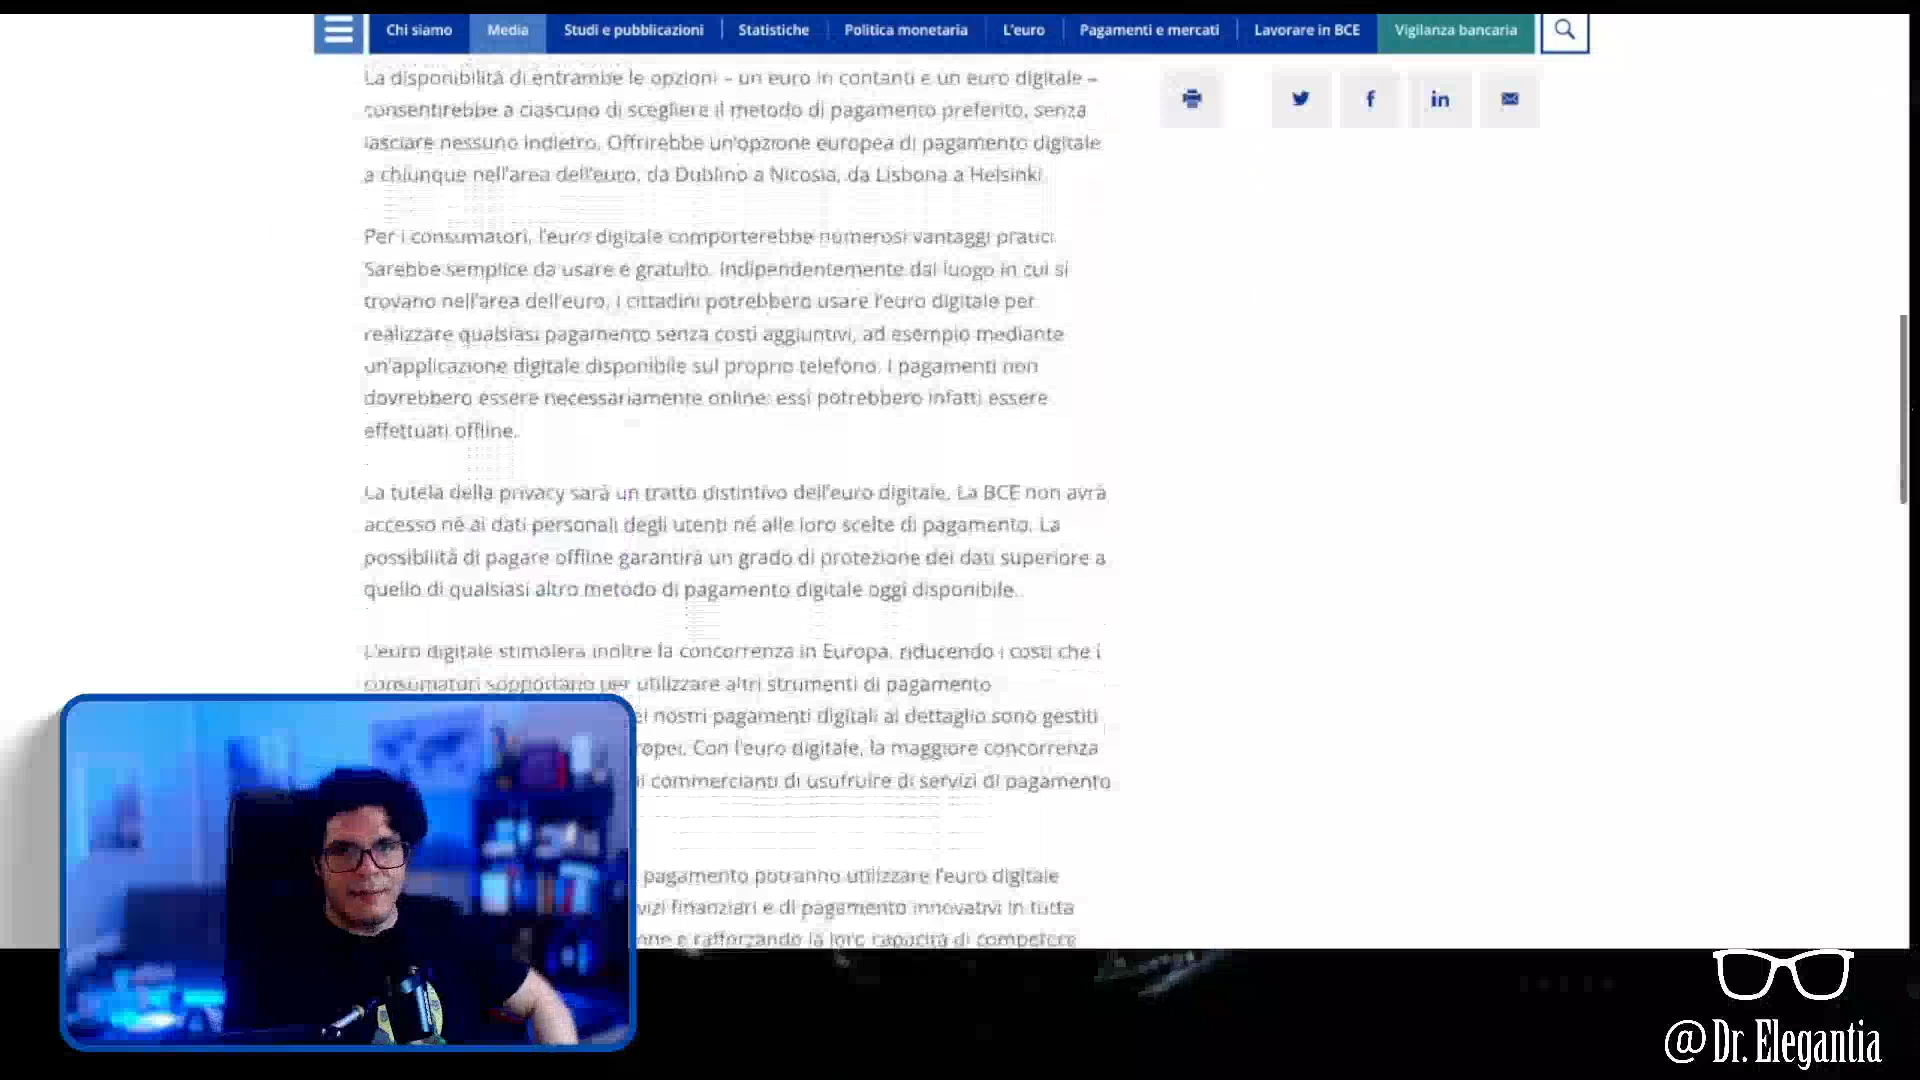 Chi siamo
Media
Studi e pubblicazioni
Statistiche
Politica monetaria
L'euro
Pagamenti e mercati
Lavorare in BCE
Vigilanza bancaria
La disponibilità di entrambe le opzioni – un euro in contanti e un euro digitale –
consentirebbe a ciascuno di scegliere il metodo di pagamento preferito, senza
lasciare nessuno indietro. Offrirebbe un'opzione europea di pagamento digitale
a chiunque nell'area dell'euro, da Dublino a Nicosia, da Lisbona a Helsinki.
Per i consumatori, l'euro digitale comporterebbe numerosi vantaggi pratici.
Sarebbe semplice da usare e gratuito. Indipendentemente dal luogo in cui si
trovano nell'area dell'euro, i cittadini potrebbero usare l'euro digitale per
realizzare qualsiasi pagamento senza costi aggiuntivi, ad esempio mediante
un'applicazione digitale disponibile sul proprio telefono. I pagamenti non
dovrebbero essere necessariamente online: essi potrebbero infatti essere
effettuati offline.
La tutela della privacy sarà un tratto distintivo dell'euro digitale. La BCE non avrà
accesso né ai dati personali degli utenti né alle loro scelte di pagamento. La
possibilità di pagare offline garantirà un grado di protezione dei dati superiore a
quello di qualsiasi altro metodo di pagamento digitale oggi disponibile.
L'euro digitale stimolerà inoltre la concorrenza in Europa, riducendo i costi che i
consumatori sopportano per utilizzare altri strumenti di pagamento
ei nostri pagamenti digitali al dettaglio sono gestiti
ropei. Con l'euro digitale, la maggiore concorrenza
i commercianti di usufruire di servizi di pagamento
pagamento potranno utilizzare l'euro digitale
vizi finanziari e di pagamento innovativi in tutta
one e rafforzando la loro capacità di competere
@ Dr. Elegantia